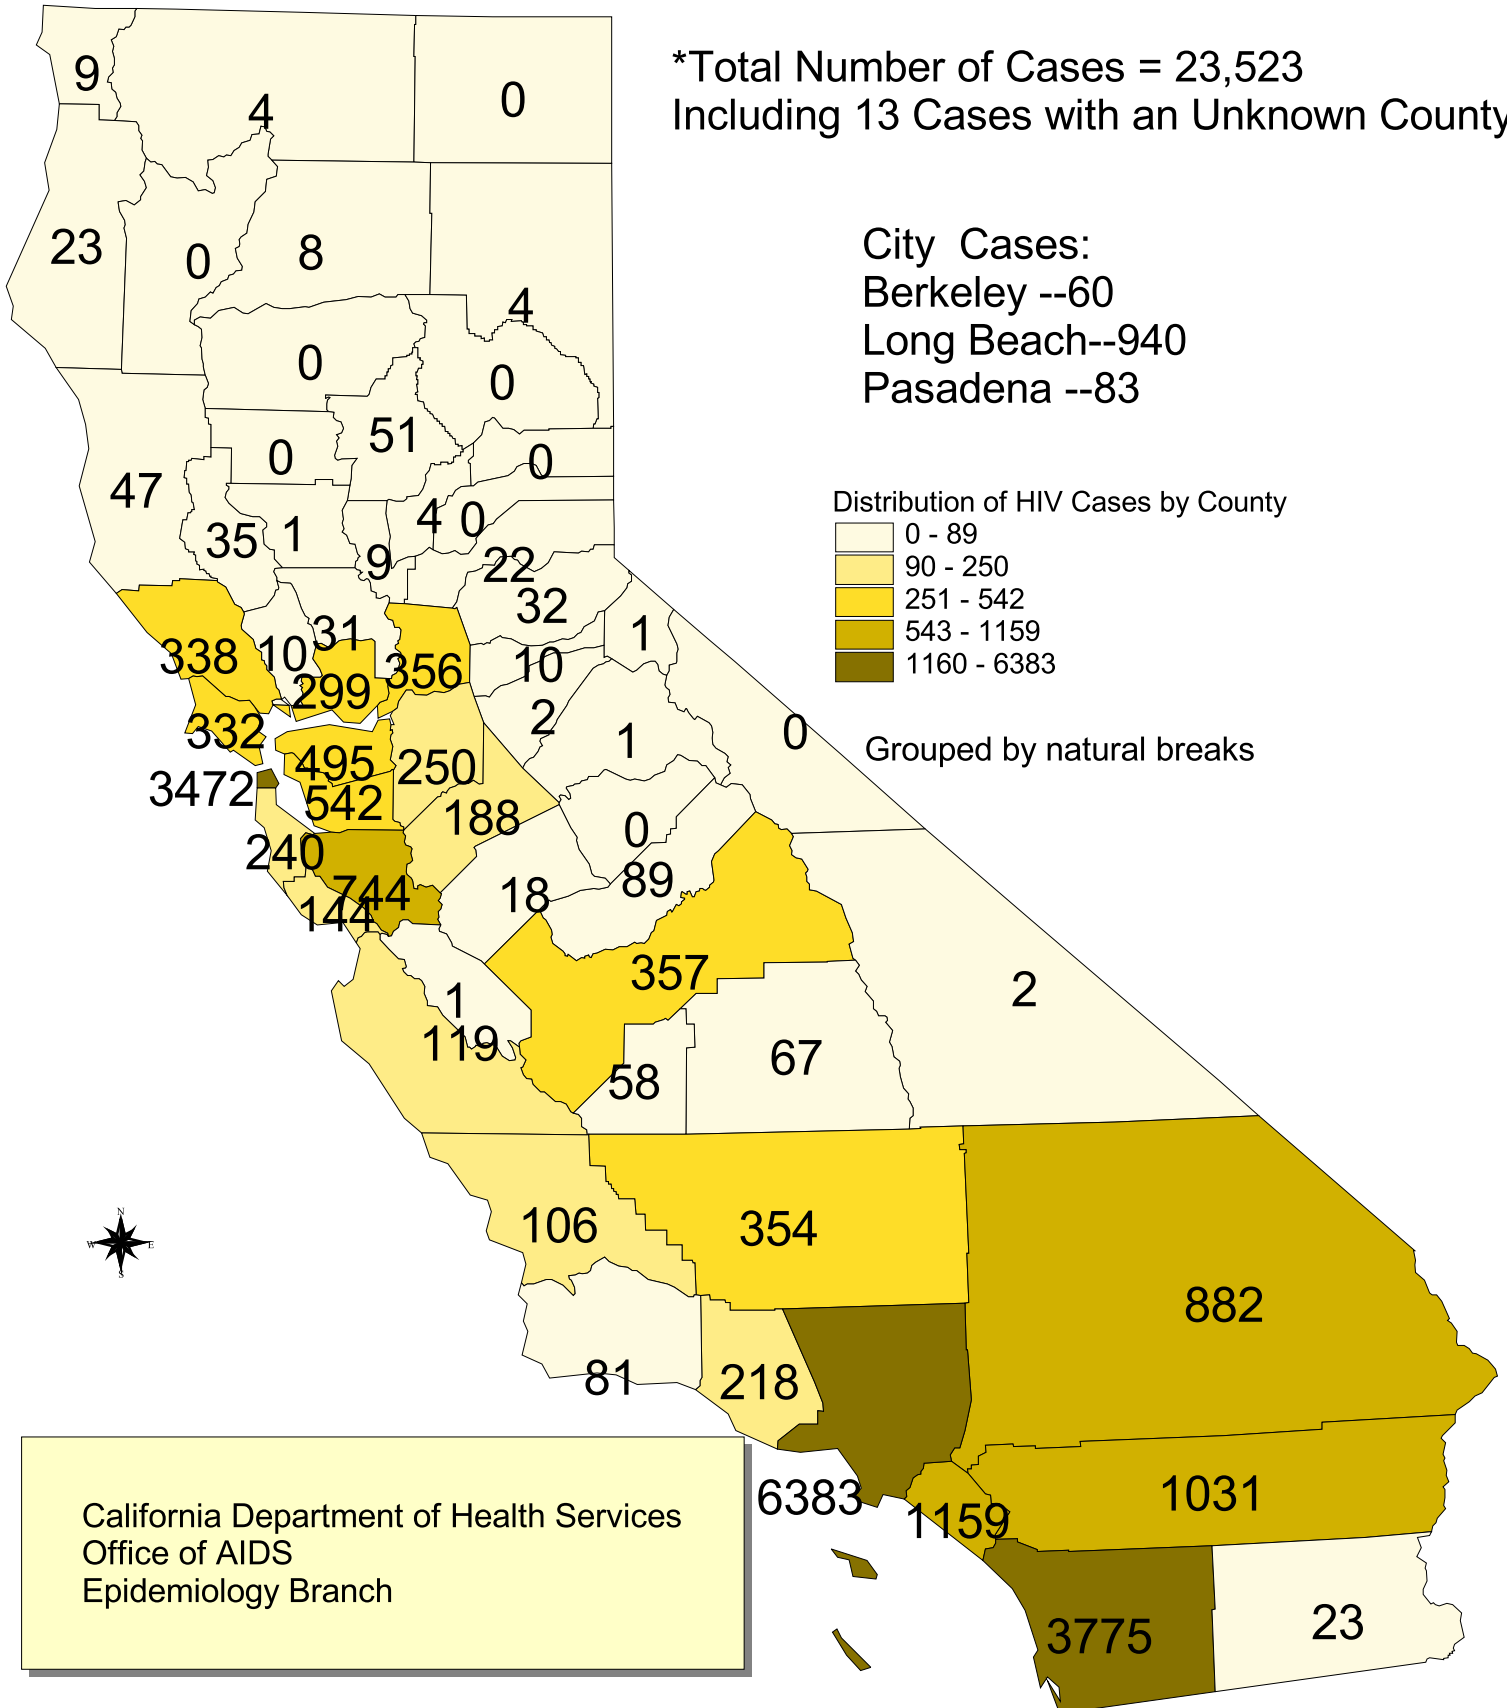 *Total Number of Cases = 23,523
Including 13 Cases with an Unknown County
City Cases:
Berkeley --60
Long Beach--940
Pasadena --83
Distribution of HIV Cases by County
0 - 89
90 - 250
251 - 542
543 - 1159
1160 - 6383
Grouped by natural breaks
9
4
0
23
0
8
4
0
0
51
0
0
47
35
1
9
4
0
22
32
1
338
10
31
299
356
10
2
1
0
332
495
250
3472
542
188
0
240
744
144
18
89
357
2
1
119
58
67
106
354
882
81
218
6383
1159
1031
3775
23
N
W
E
S
California Department of Health Services
Office of AIDS
Epidemiology Branch